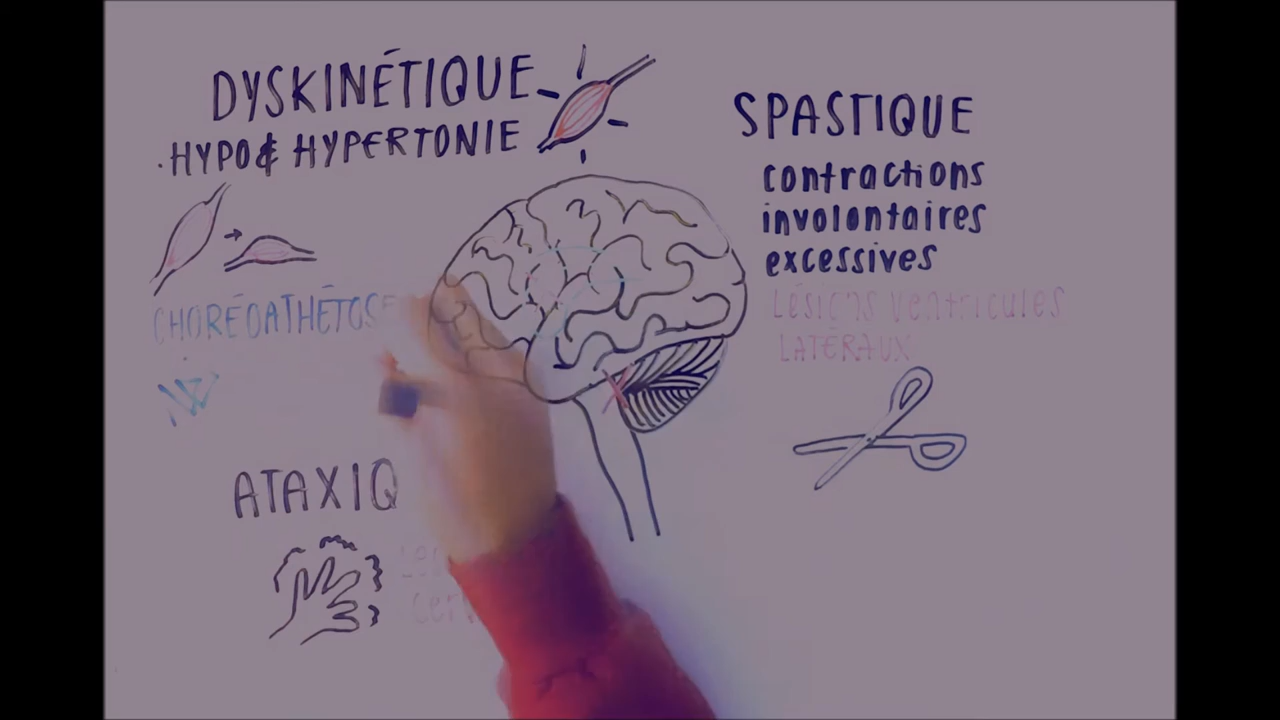 DYSKINÉTIQUE
.HYPO& HYPERTONIE
CHORÉOATHÉTOSE
ATAXIQ
SPASTIQUE
contractions
involontaires
excessives
Lésions ventricules
LATÉRAUX